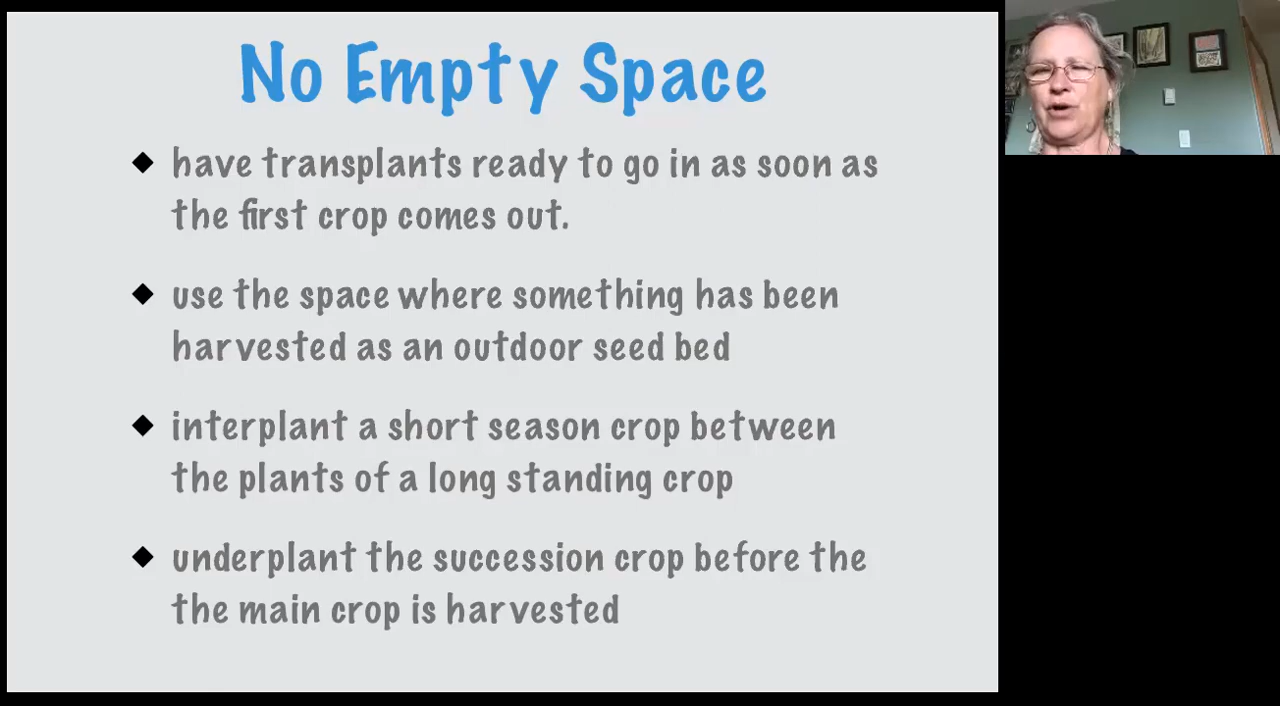 No Empty Space
have transplants ready to go in as soon as
the first crop comes out.
use the space where something has been
harvested as an outdoor seed bed
interplant a short season crop between
the plants of a long standing crop
underplant the succession crop before the
the main crop is harvested